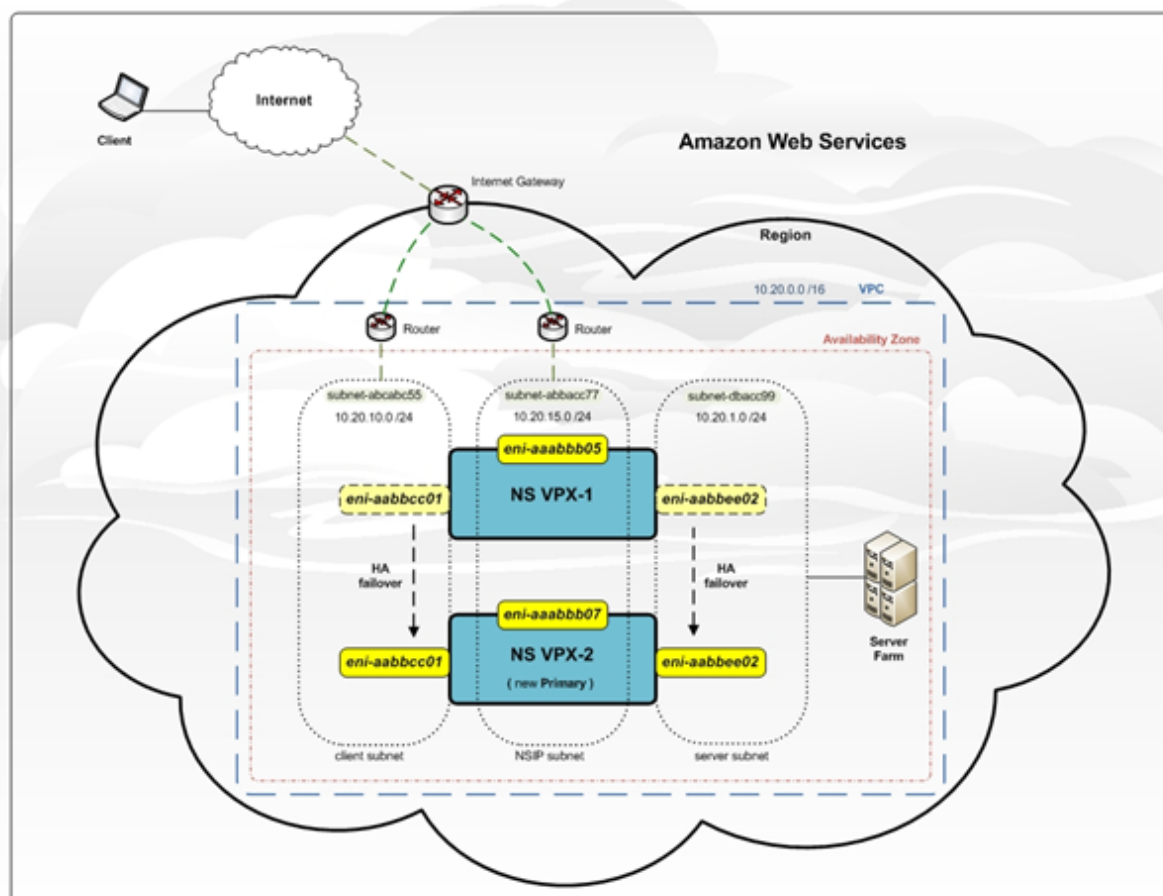 Internet
Client
Amazon Web Services
Internet Gateway
Region
10.20.0.0 /16 VPC
Router
Router
Availability Zone
subnet-abcabc55
10.20.10.0 /24
subnet-abbacc77
10.20.15.0 /24
subnet-dbacc99
10.20.1.0 /24
eni-aaabbb05
NS VPX-1
eni-aabbcc01
eni-aabbee02
HA
failover
HA
failover
eni-aaabbb07
NS VPX-2
( new Primary )
eni-aabbcc01
eni-aabbee02
Server
Farm
client subnet
NSIP subnet
server subnet